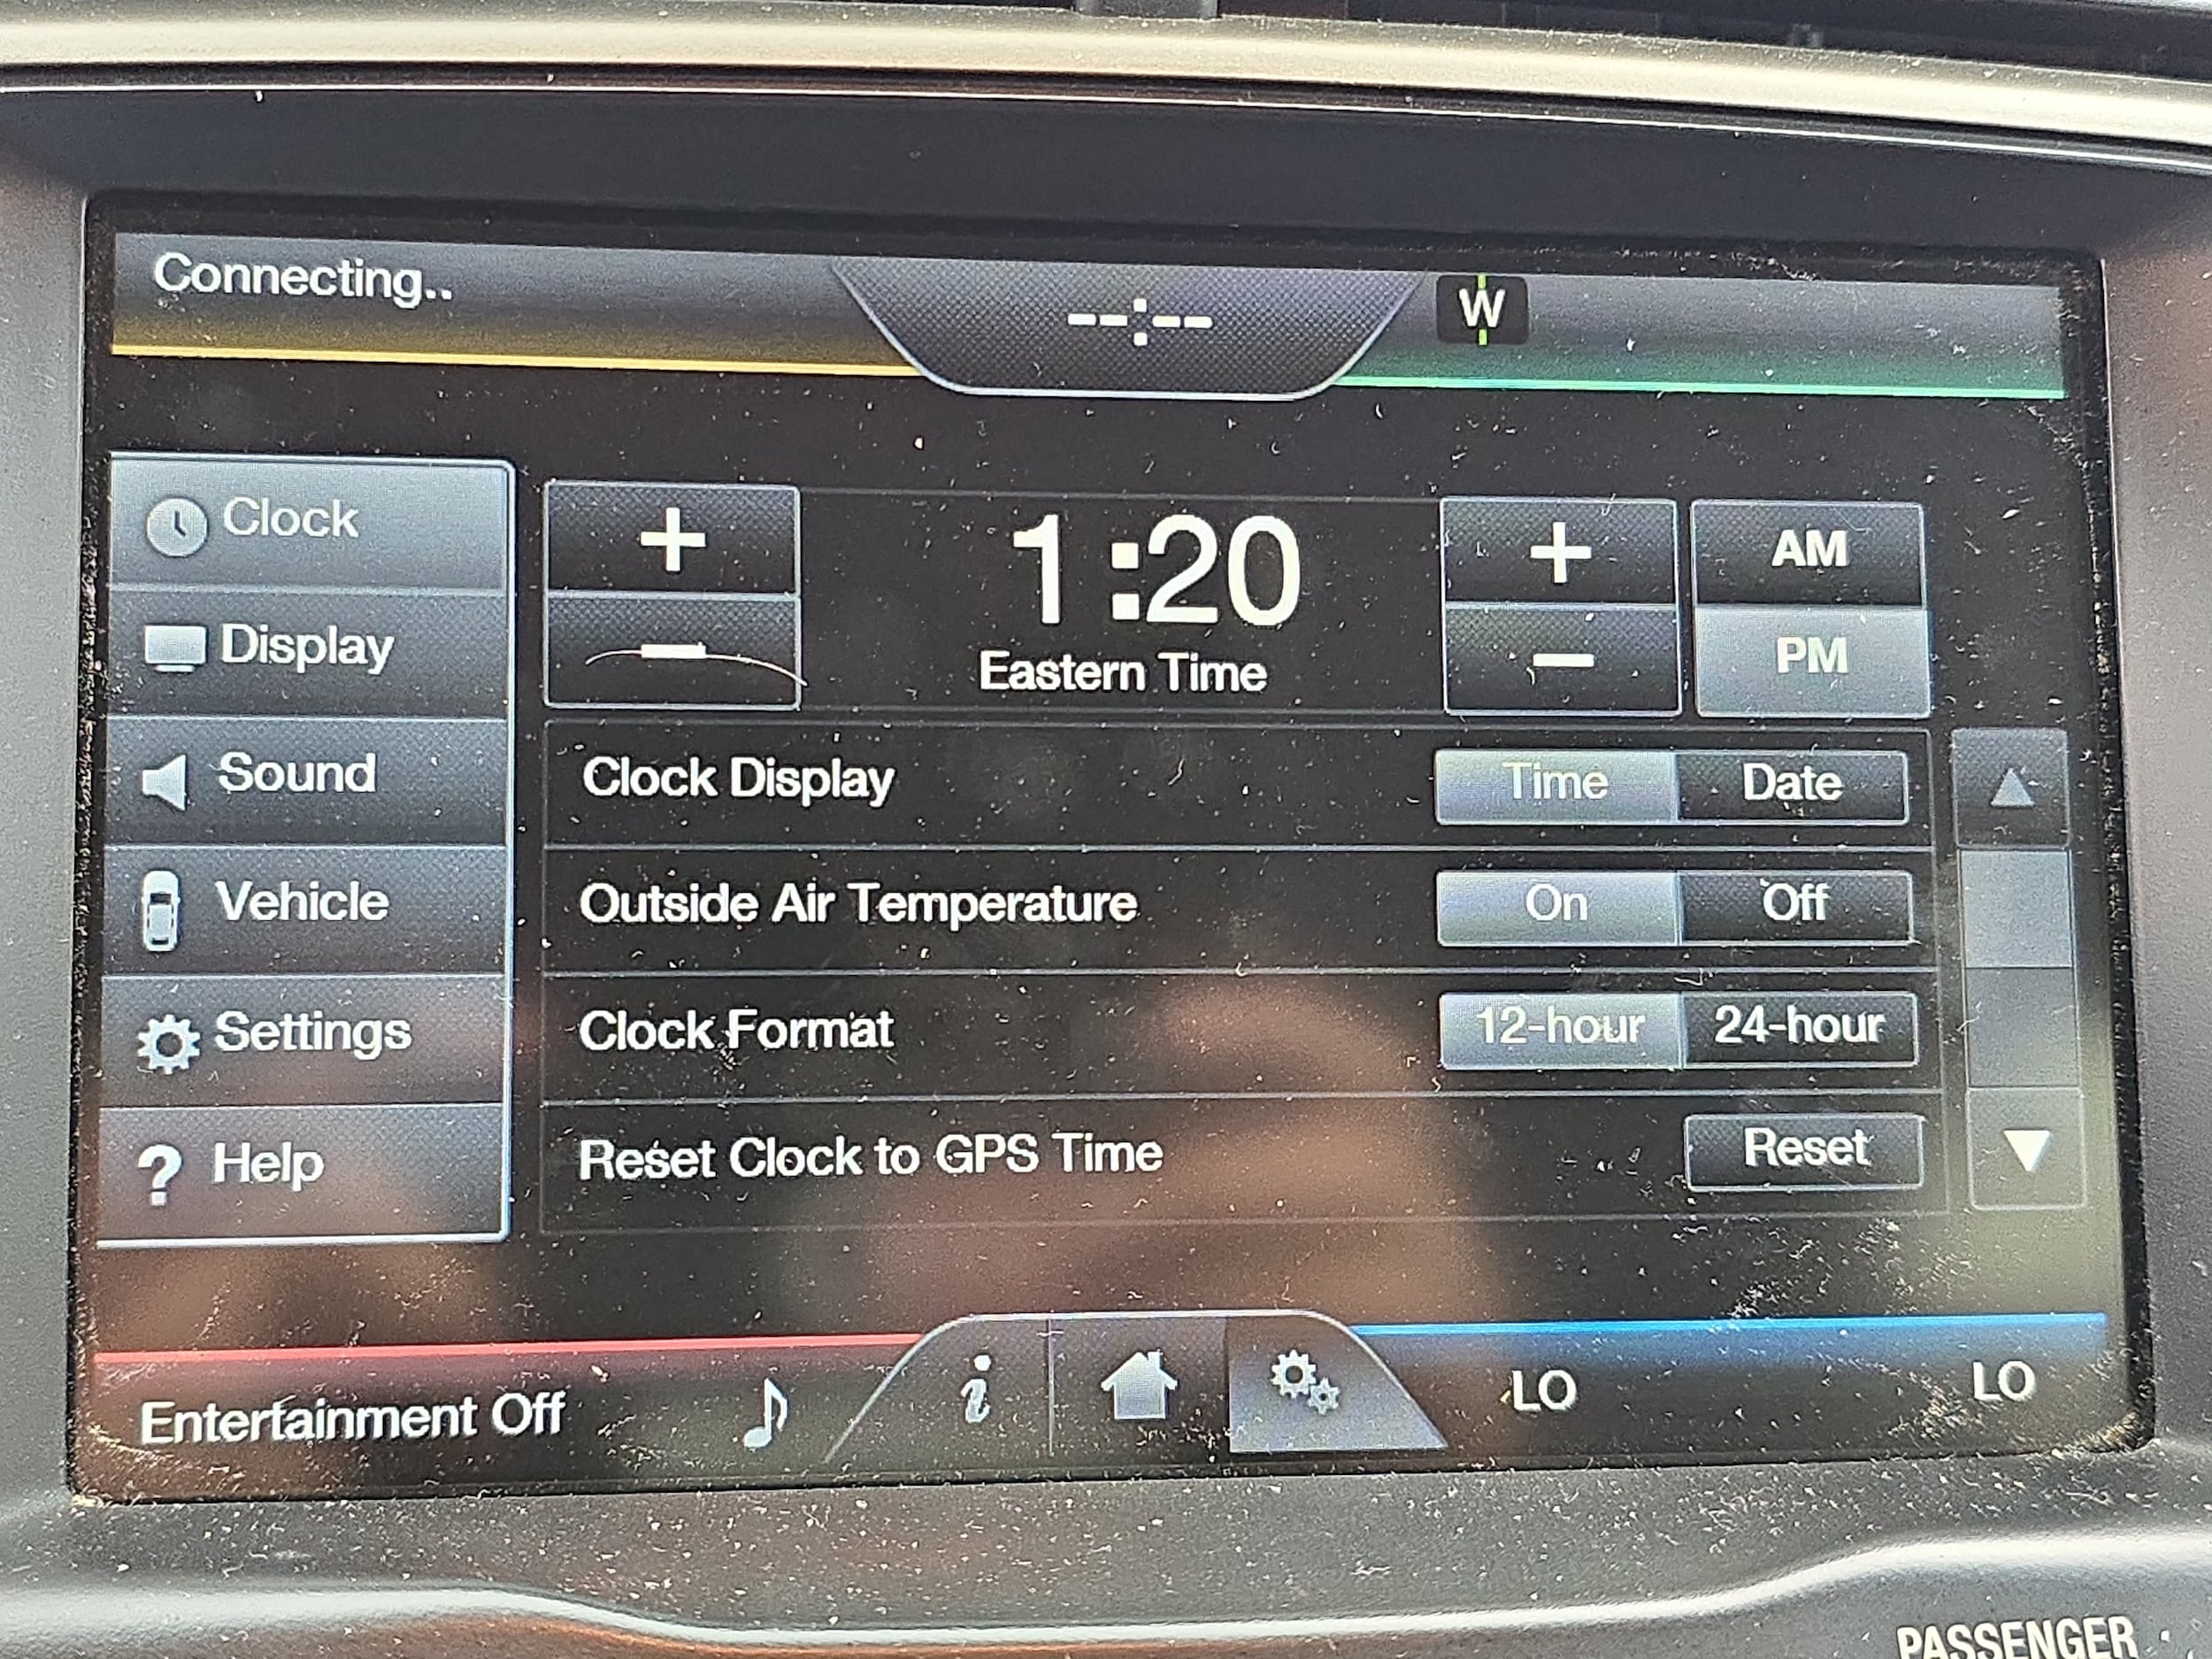 Connecting..
--:--
W
Clock
Display
Sound
Vehicle
Settings
Help
+
–
1:20
Eastern Time
+
–
AM
PM
Clock Display
Time
Date
Outside Air Temperature
On
Off
Clock Format
12-hour
24-hour
Reset Clock to GPS Time
Reset
Entertainment Off
LO
LO
PASSENGER